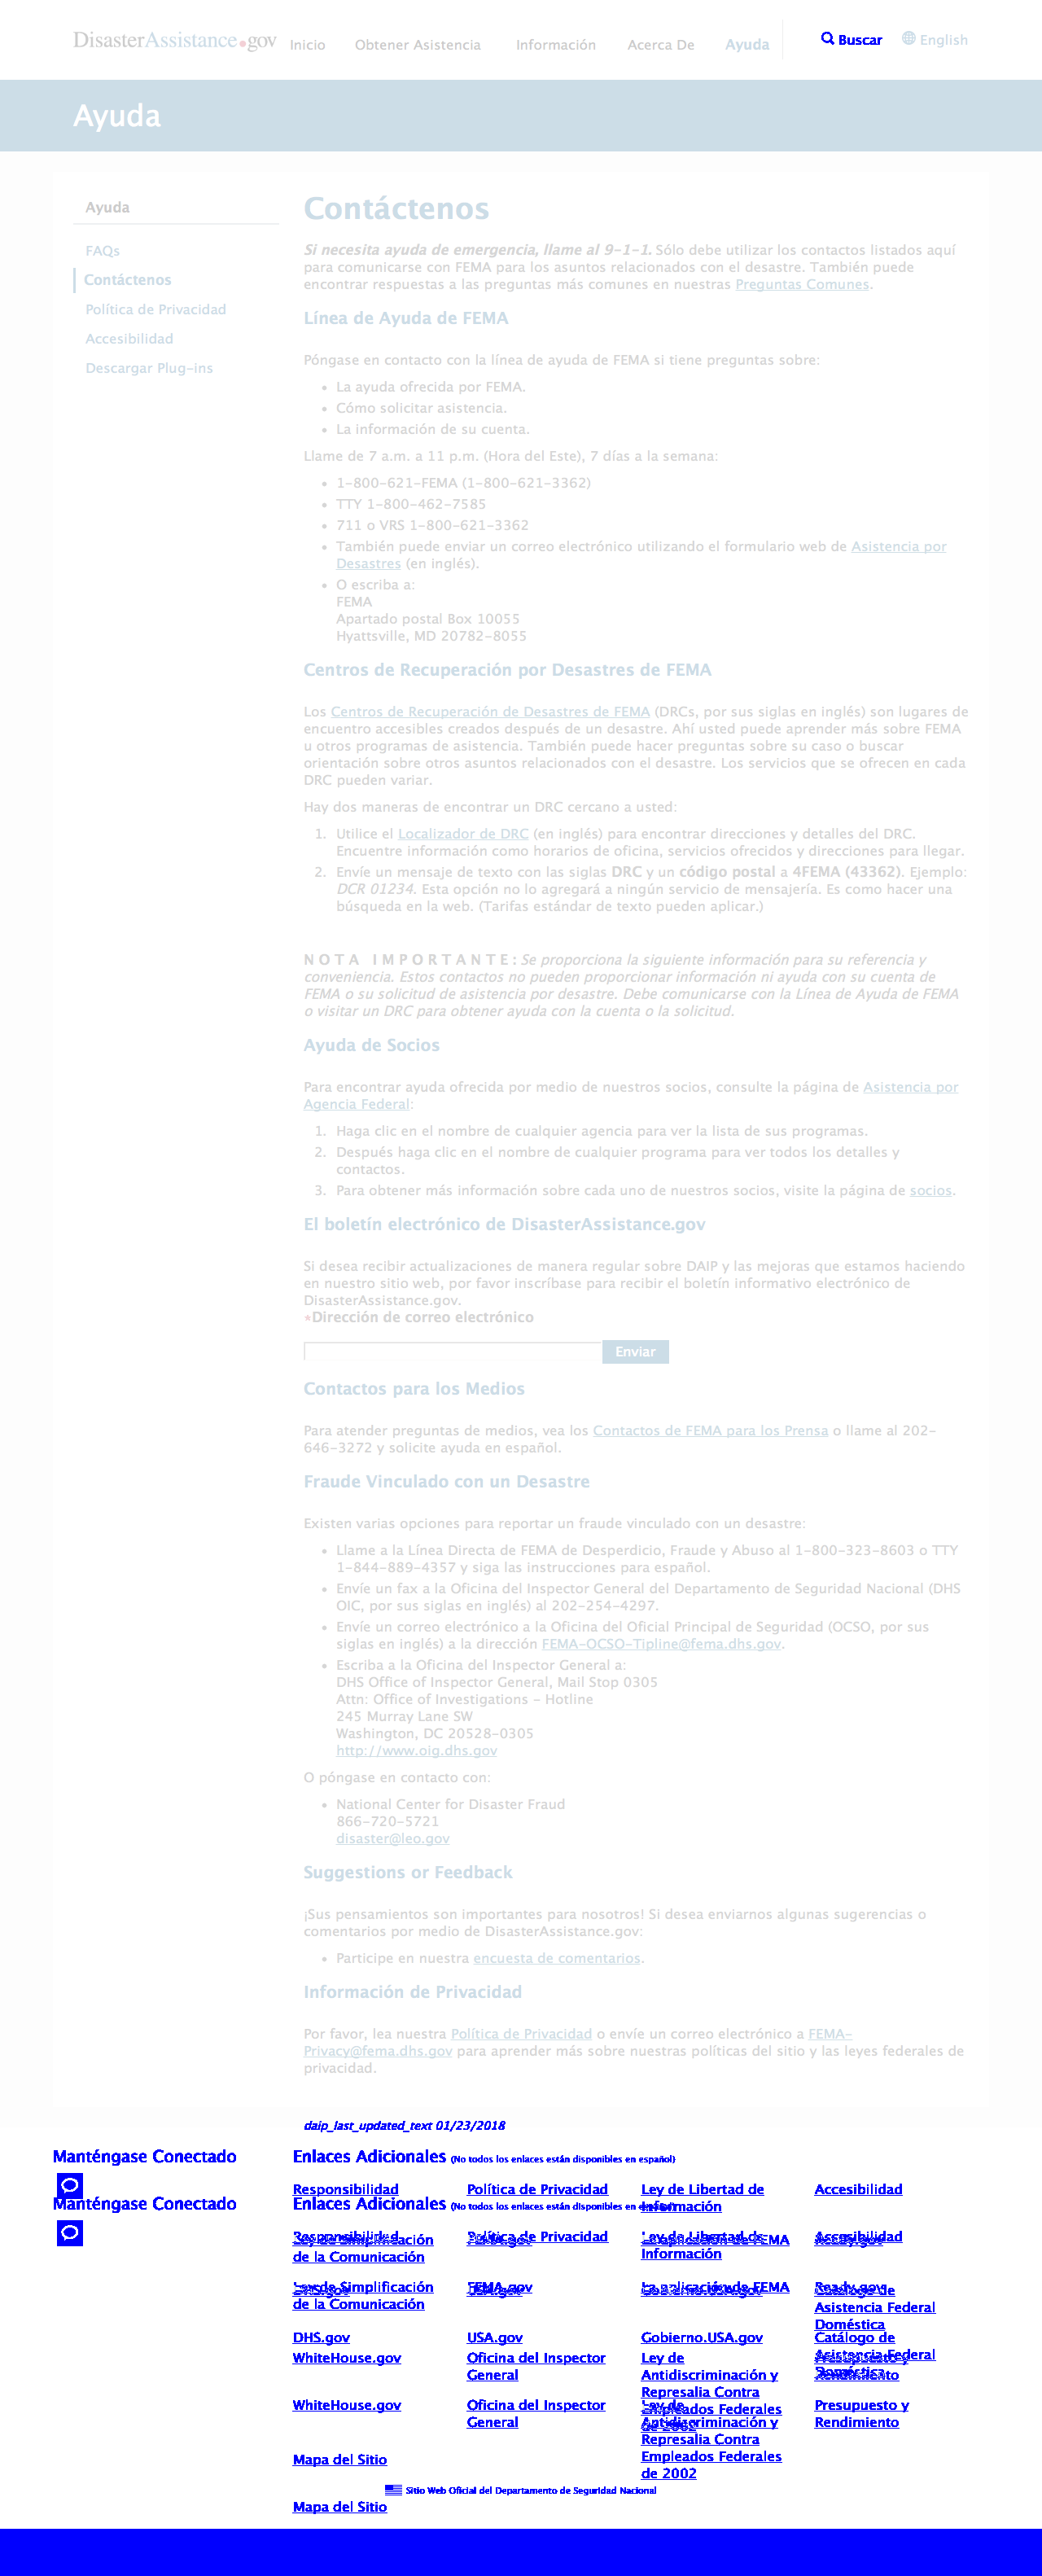 DisasterAssistance.gov
Inicio
Obtener Asistencia
Información
Acerca De
Ayuda
Buscar
English
Ayuda
Ayuda
FAQs
Contáctenos
Política de Privacidad
Accesibilidad
Descargar Plug-ins
Contáctenos
Si necesita ayuda de emergencia, llame al 9-1-1. Sólo debe utilizar los contactos listados aquí
para comunicarse con FEMA para los asuntos relacionados con el desastre. También puede
encontrar respuestas a las preguntas más comunes en nuestras Preguntas Comunes.
Línea de Ayuda de FEMA
Póngase en contacto con la línea de ayuda de FEMA si tiene preguntas sobre:
• La ayuda ofrecida por FEMA.
• Cómo solicitar asistencia.
• La información de su cuenta.
Llame de 7 a.m. a 11 p.m. (Hora del Este), 7 días a la semana:
• 1-800-621-FEMA (1-800-621-3362)
• TTY 1-800-462-7585
• 711 o VRS 1-800-621-3362
• También puede enviar un correo electrónico utilizando el formulario web de Asistencia por
Desastres (en inglés).
• O escriba a:
FEMA
Apartado postal Box 10055
Hyattsville, MD 20782-8055
Centros de Recuperación por Desastres de FEMA
Los Centros de Recuperación de Desastres de FEMA (DRCs, por sus siglas en inglés) son lugares de
encuentro accesibles creados después de un desastre. Ahí usted puede aprender más sobre FEMA
u otros programas de asistencia. También puede hacer preguntas sobre su caso o buscar
orientación sobre otros asuntos relacionados con el desastre. Los servicios que se ofrecen en cada
DRC pueden variar.
Hay dos maneras de encontrar un DRC cercano a usted:
1. Utilice el Localizador de DRC (en inglés) para encontrar direcciones y detalles del DRC.
Encuentre información como horarios de oficina, servicios ofrecidos y direcciones para llegar.
2. Envíe un mensaje de texto con las siglas DRC y un código postal a 4FEMA (43362). Ejemplo:
DCR 01234. Esta opción no lo agregará a ningún servicio de mensajería. Es como hacer una
búsqueda en la web. (Tarifas estándar de texto pueden aplicar.)
NOTA IMPORTANTE: Se proporciona la siguiente información para su referencia y
conveniencia. Estos contactos no pueden proporcionar información ni ayuda con su cuenta de
FEMA o su solicitud de asistencia por desastre. Debe comunicarse con la Línea de Ayuda de FEMA
o visitar un DRC para obtener ayuda con la cuenta o la solicitud.
Ayuda de Socios
Para encontrar ayuda ofrecida por medio de nuestros socios, consulte la página de Asistencia por
Agencia Federal:
1. Haga clic en el nombre de cualquier agencia para ver la lista de sus programas.
2. Después haga clic en el nombre de cualquier programa para ver todos los detalles y
contactos.
3. Para obtener más información sobre cada uno de nuestros socios, visite la página de socios.
El boletín electrónico de DisasterAssistance.gov
Si desea recibir actualizaciones de manera regular sobre DAIP y las mejoras que estamos haciendo
en nuestro sitio web, por favor inscríbase para recibir el boletín informativo electrónico de
DisasterAssistance.gov.
*Dirección de correo electrónico
Enviar
Contactos para los Medios
Para atender preguntas de medios, vea los Contactos de FEMA para los Prensa o llame al 202-
646-3272 y solicite ayuda en español.
Fraude Vinculado con un Desastre
Existen varias opciones para reportar un fraude vinculado con un desastre:
• Llame a la Línea Directa de FEMA de Desperdicio, Fraude y Abuso al 1-800-323-8603 o TTY
1-844-889-4357 y siga las instrucciones para español.
• Envíe un fax a la Oficina del Inspector General del Departamento de Seguridad Nacional (DHS
OIC, por sus siglas en inglés) al 202-254-4297.
• Envíe un correo electrónico a la Oficina del Oficial Principal de Seguridad (OCSO, por sus
siglas en inglés) a la dirección FEMA-OCSO-Tipline@fema.dhs.gov.
• Escriba a la Oficina del Inspector General a:
DHS Office of Inspector General, Mail Stop 0305
Attn: Office of Investigations - Hotline
245 Murray Lane SW
Washington, DC 20528-0305
http://www.oig.dhs.gov
O póngase en contacto con:
• National Center for Disaster Fraud
866-720-5721
disaster@leo.gov
Suggestions or Feedback
¡Sus pensamientos son importantes para nosotros! Si desea enviarnos algunas sugerencias o
comentarios por medio de DisasterAssistance.gov:
• Participe en nuestra encuesta de comentarios.
Información de Privacidad
Por favor, lea nuestra Política de Privacidad o envíe un correo electrónico a FEMA-
Privacy@fema.dhs.gov para aprender más sobre nuestras políticas del sitio y las leyes federales de
privacidad.
daip_last_updated_text 01/23/2018
Manténgase Conectado
Enlaces Adicionales (No todos los enlaces están disponibles en español)
Responsibilidad
Política de Privacidad
Ley de Libertad de
Información
Accesibilidad
Manténgase Conectado
Enlaces Adicionales (No todos los enlaces están disponibles en
Política de Privacidad
Accesibilidad
Información
de la Comunicación
Ley de Simplificación
de la Comunicación
FEMA.gov
La aplicación de FEMA
Ready.gov
Catálogo de
Asistencia Federal
Doméstica
DHS.gov
USA.gov
Gobierno.USA.gov
Catálogo de
Asistencia Federal
WhiteHouse.gov
Oficina del Inspector
General
Ley de
Antidiscriminación y
Represalia Contra
Empleados Federales
Rendimiento
WhiteHouse.gov
Oficina del Inspector
General
Antidiscriminación y
Represalia Contra
Empleados Federales
de 2002
Presupuesto y
Rendimiento
Mapa del Sitio
Sitio Web Oficial del Departamento de Seguridad Nacional
Mapa del Sitio